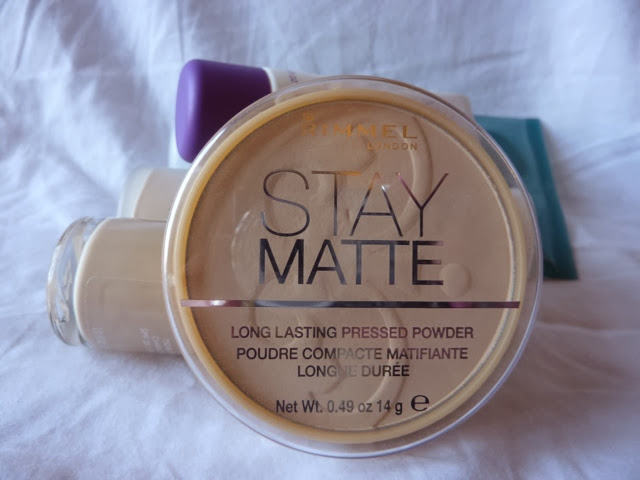 RIMMEL
LONDON
STAY
MATTE
LONG LASTING PRESSED POWDER
POUDRE COMPACTE MATIFIANTE
LONGUE DURÉE
Net Wt. 0.49 oz 14 g e